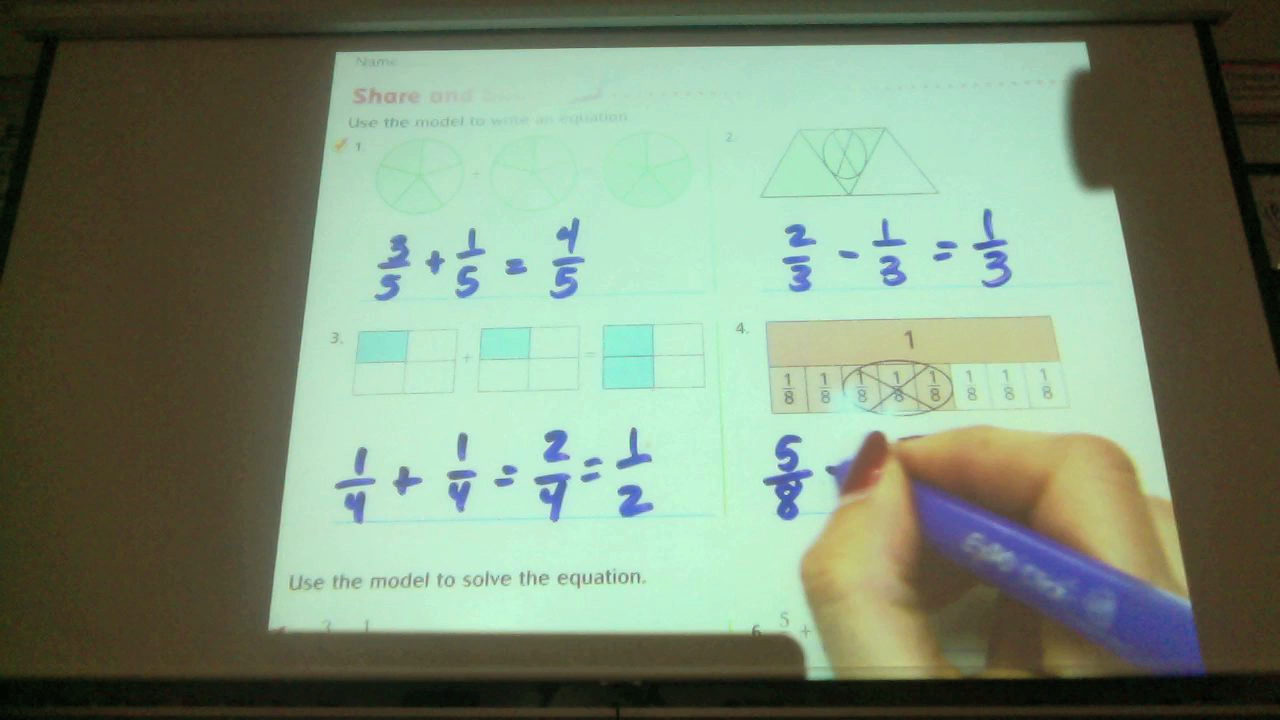 Name
Share and
Use the model to write an equation.
1.
+
3/5 + 1/5 = 4/5
2.
2/3 - 1/3 = 1/3
3.
+ =
1/4 + 1/4 = 2/4 = 1/2
4.
1
1/8 1/8 1/8 1/8 1/8 1/8 1/8 1/8
5/8 -
Use the model to solve the equation.
6. 5 +